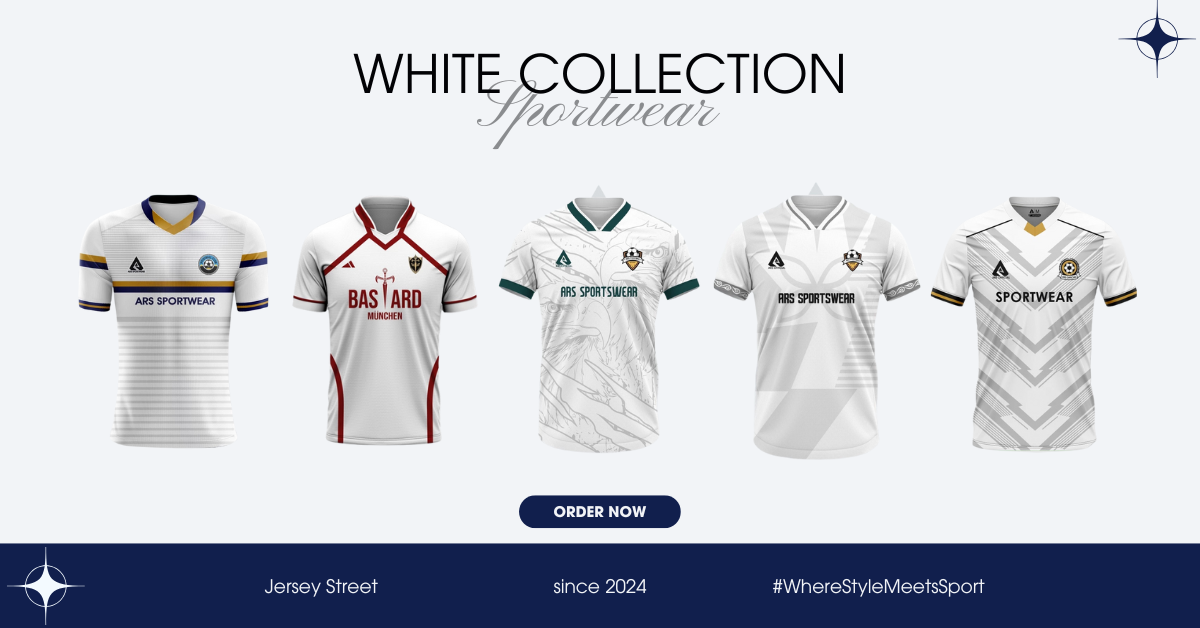 WHITE COLLECTION
Sportwear
ARS SPORTWEAR
BASTARD
MÜNCHEN
ARS SPORTSWEAR
ARS SPORTSWEAR
SPORTWEAR
ORDER NOW
Jersey Street
since 2024
#WhereStyleMeetsSport